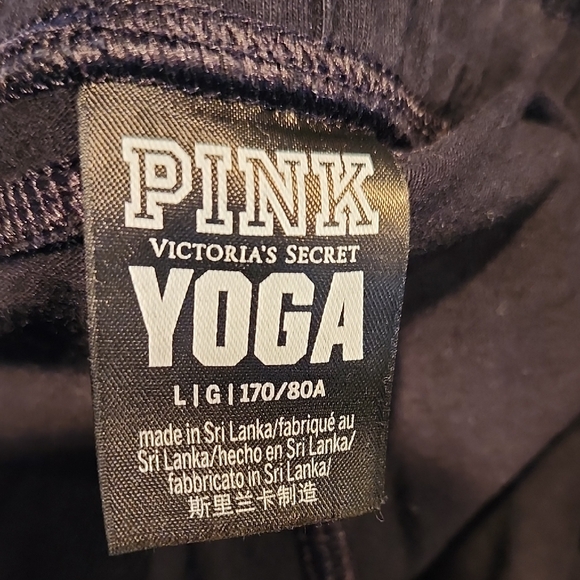 PINK
VICTORIA'S SECRET
YOGA
L | G | 170/80A
made in Sri Lanka/fabriqué au
Sri Lanka/hecho en Sri Lanka/
fabbricato in Sri Lanka/
斯里兰卡制造